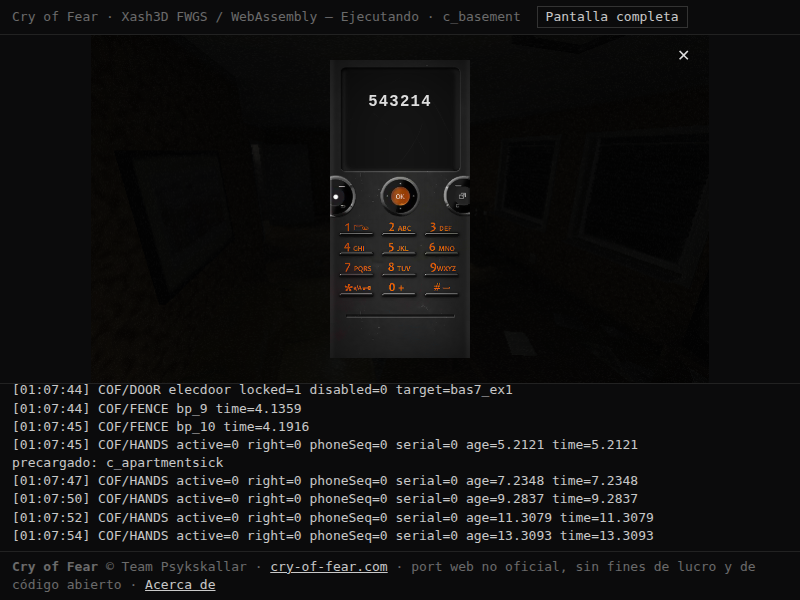 Cry of Fear · Xash3D FWGS / WebAssembly — Ejecutando · c_basement
Pantalla completa
×
543214
OK
1
2 ABC
3 DEF
4 GHI
5 JKL
6 MNO
7 PQRS
8 TUV
9 WXYZ
0 +
#
[01:07:44] COF/DOOR elecdoor locked=1 disabled=0 target=bas7_ex1
[01:07:44] COF/FENCE bp_9 time=4.1359
[01:07:45] COF/FENCE bp_10 time=4.1916
[01:07:45] COF/HANDS active=0 right=0 phoneSeq=0 serial=0 age=5.2121 time=5.2121
precargado: c_apartmentsick
[01:07:47] COF/HANDS active=0 right=0 phoneSeq=0 serial=0 age=7.2348 time=7.2348
[01:07:50] COF/HANDS active=0 right=0 phoneSeq=0 serial=0 age=9.2837 time=9.2837
[01:07:52] COF/HANDS active=0 right=0 phoneSeq=0 serial=0 age=11.3079 time=11.3079
[01:07:54] COF/HANDS active=0 right=0 phoneSeq=0 serial=0 age=13.3093 time=13.3093
Cry of Fear © Team Psykskallar · cry-of-fear.com · port web no oficial, sin fines de lucro y de
código abierto · Acerca de